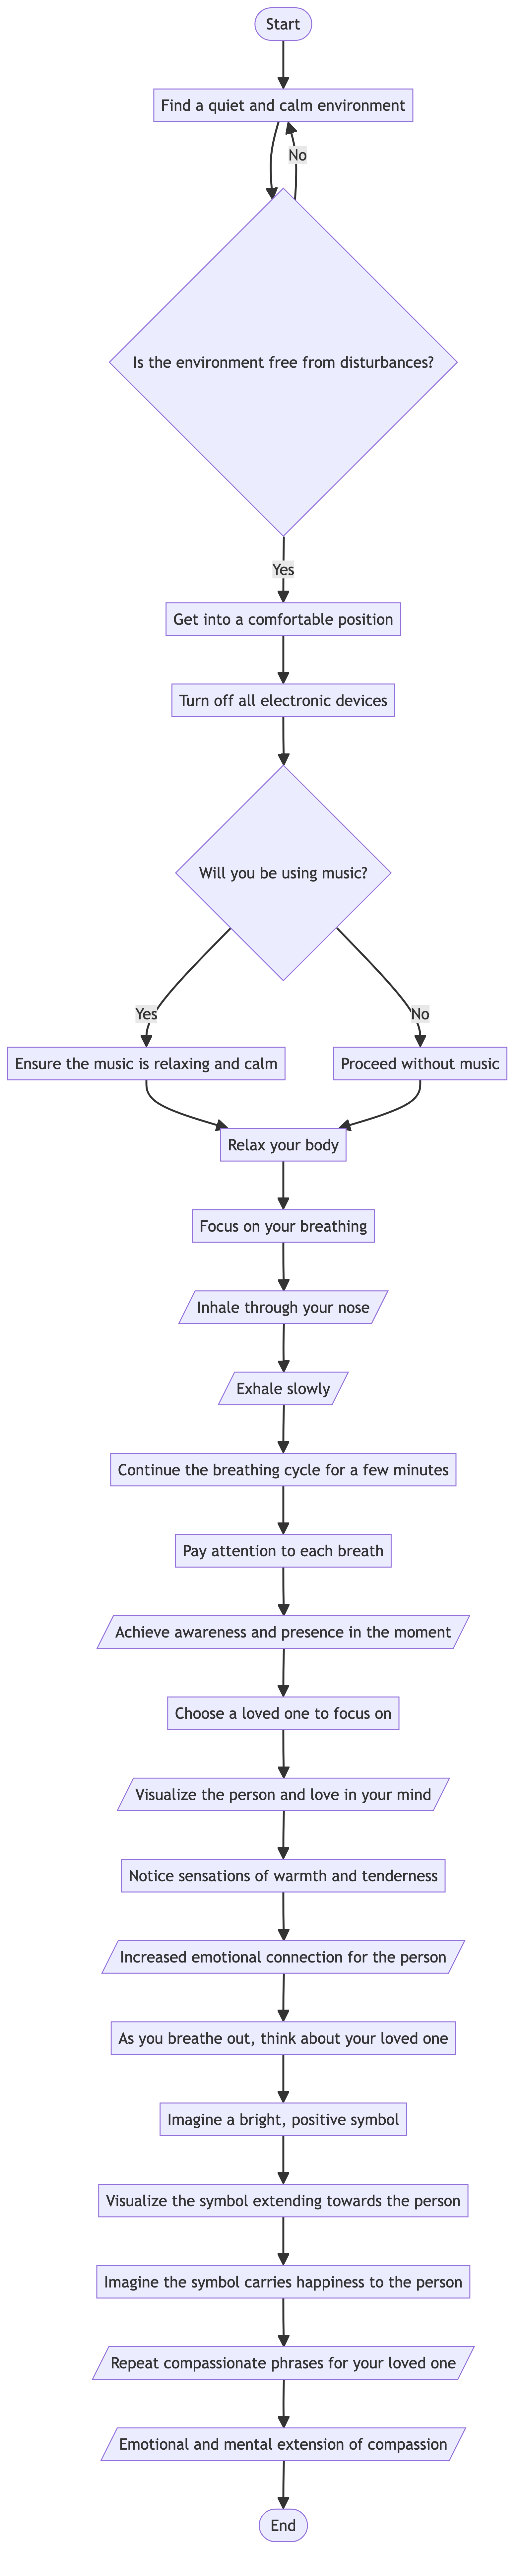 Start
Find a quiet and calm environment
No
Is the environment free from disturbances?
Yes
Get into a comfortable position
Turn off all electronic devices
Will you be using music?
Yes
No
Ensure the music is relaxing and calm
Proceed without music
Relax your body
Focus on your breathing
Inhale through your nose
Exhale slowly
Continue the breathing cycle for a few minutes
Pay attention to each breath
Achieve awareness and presence in the moment
Choose a loved one to focus on
Visualize the person and love in your mind
Notice sensations of warmth and tenderness
Increased emotional connection for the person
As you breathe out, think about your loved one
Imagine a bright, positive symbol
Visualize the symbol extending towards the person
Imagine the symbol carries happiness to the person
Repeat compassionate phrases for your loved one
Emotional and mental extension of compassion
End